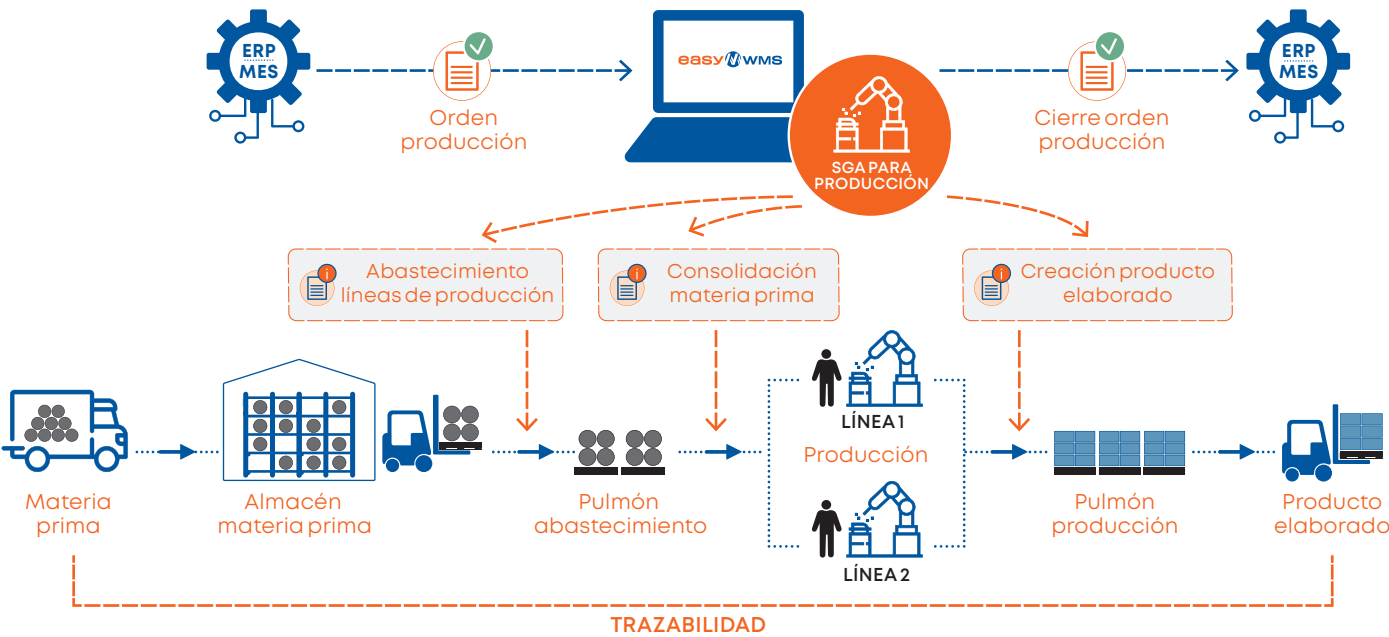 ERP
MES
Orden
producción
easy WMS
SGA PARA
PRODUCCIÓN
Cierre orden
producción
ERP
MES
i
Abastecimiento
líneas de producción
i
Consolidación
materia prima
i
Creación producto
elaborado
Materia
prima
Almacén
materia prima
Pulmón
abastecimiento
LÍNEA 1
Producción
LÍNEA 2
Pulmón
producción
Producto
elaborado
TRAZABILIDAD